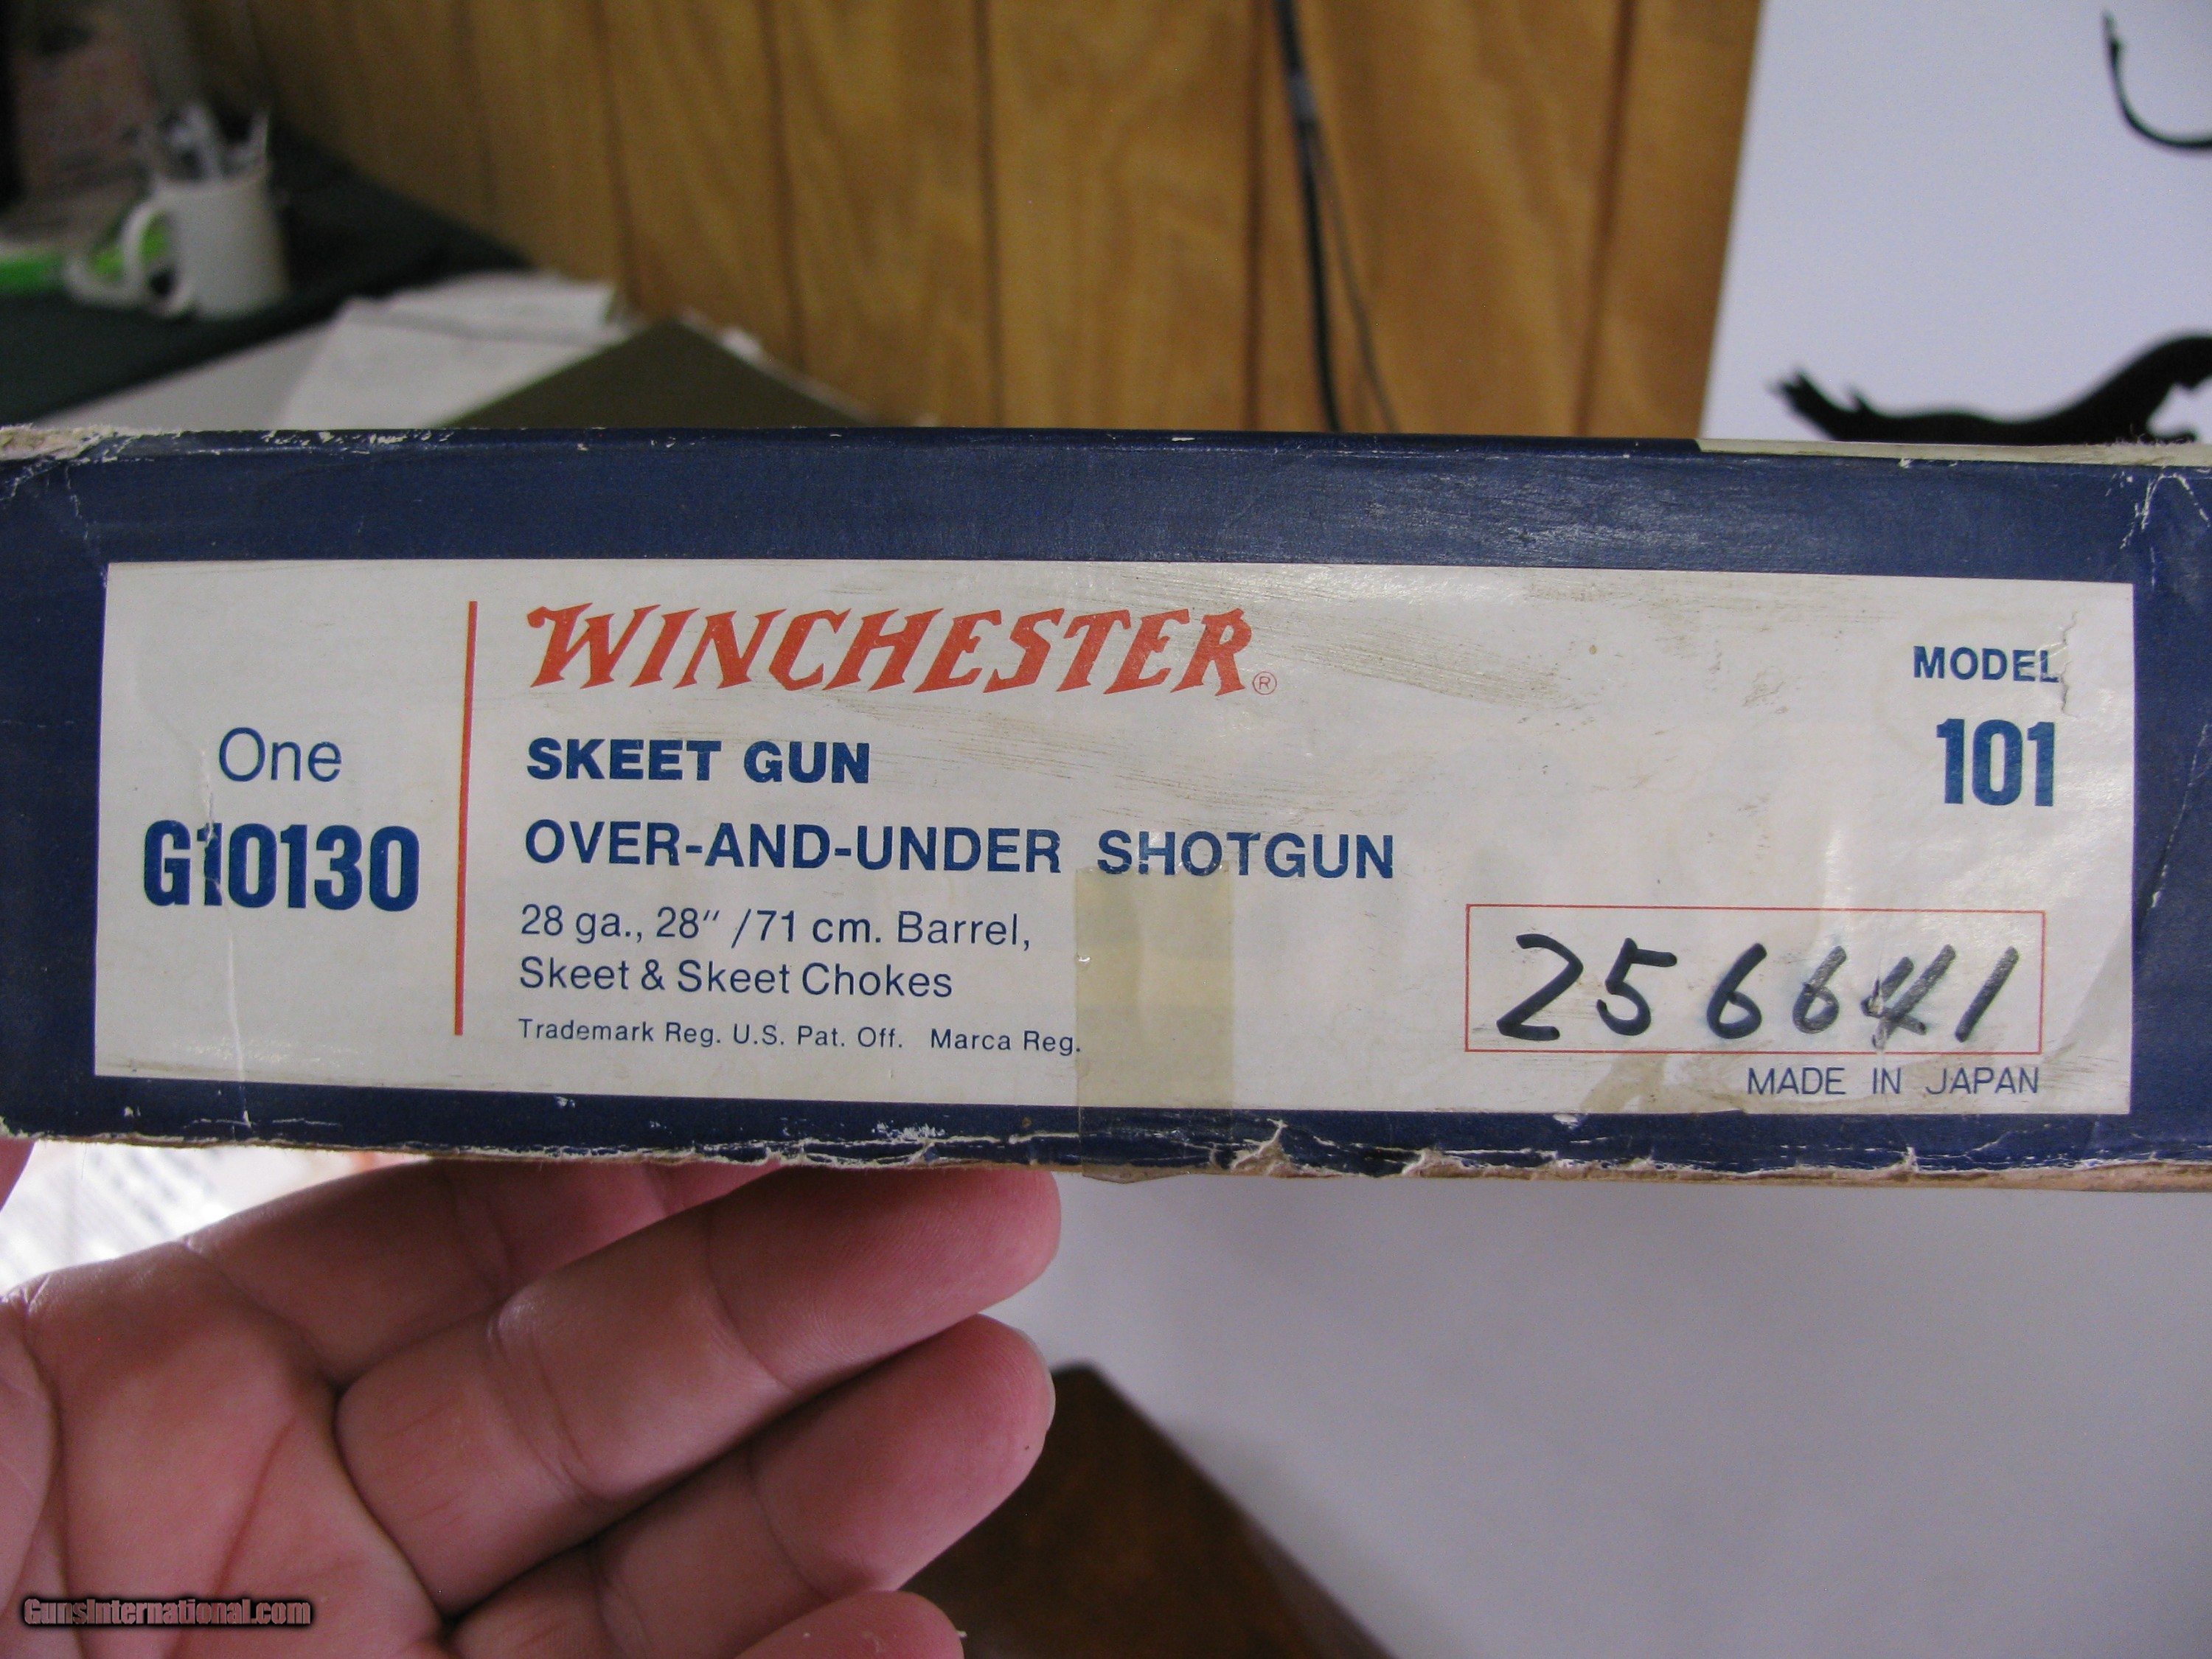 One
G10130
WINCHESTER®
SKEET GUN
OVER-AND-UNDER SHOTGUN
28 ga., 28" /71 cm. Barrel,
Skeet & Skeet Chokes
Trademark Reg. U.S. Pat. Off. Marca Reg.
MODEL
101
256641
MADE IN JAPAN
GunsInternational.com